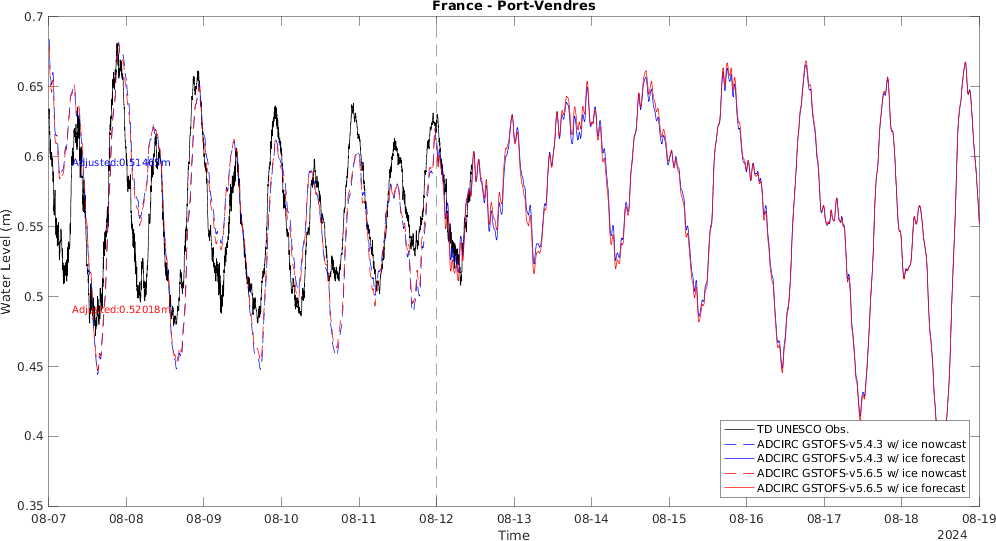 France - Port-Vendres
0.7
0.65
0.6
0.55
0.5
0.45
0.4
0.35
Water Level (m)
Adjusted:0.51465m
Adjusted:0.52018m
TD UNESCO Obs.
ADCIRC GSTOFS-v5.4.3 w/ ice nowcast
ADCIRC GSTOFS-v5.4.3 w/ ice forecast
ADCIRC GSTOFS-v5.6.5 w/ ice nowcast
ADCIRC GSTOFS-v5.6.5 w/ ice forecast
08-07 08-08 08-09 08-10 08-11 08-12 08-13 08-14 08-15 08-16 08-17 08-18 08-19
Time
2024